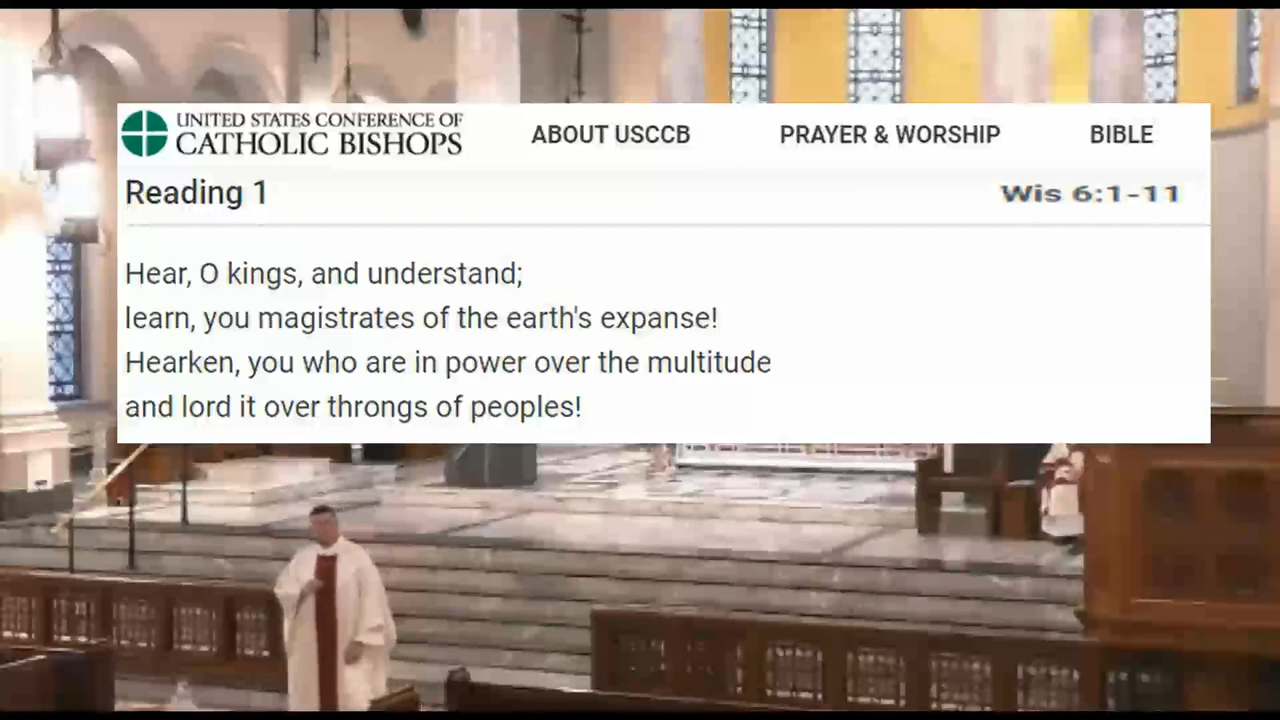 UNITED STATES CONFERENCE OF
CATHOLIC BISHOPS
ABOUT USCCB
PRAYER & WORSHIP
BIBLE
Reading 1
Wis 6:1-11
Hear, O kings, and understand;
learn, you magistrates of the earth's expanse!
Hearken, you who are in power over the multitude
and lord it over throngs of peoples!